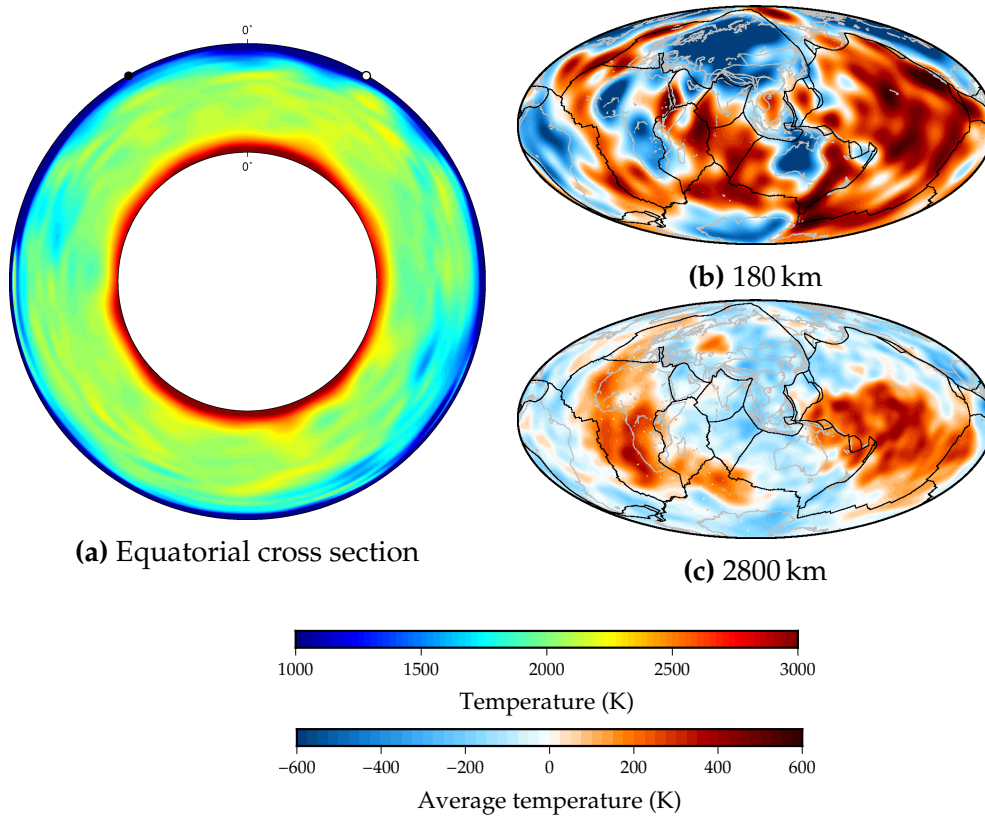 0°
0°
(a) Equatorial cross section
(b) 180 km
(c) 2800 km
1000 1500 2000 2500 3000
Temperature (K)
−600 −400 −200 0 200 400 600
Average temperature (K)